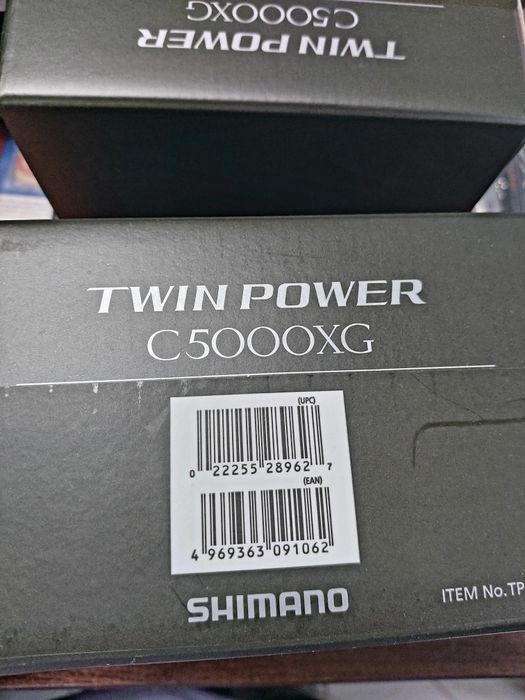 C5000XG
TWIN POWER
TWIN POWER
C5000XG
(UPC)
0 22255 28962 7
(EAN)
4 969363 091062
SHIMANO
ITEM No.TP